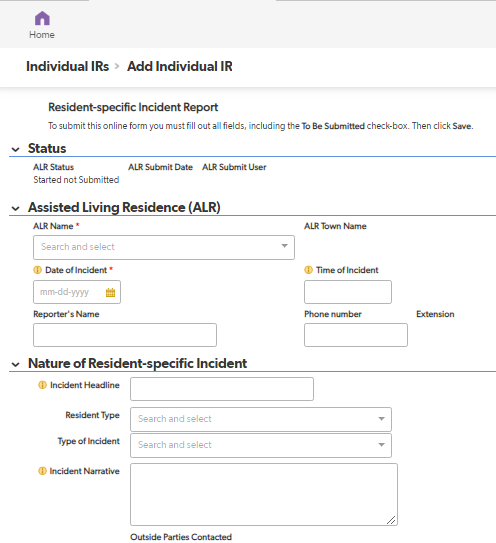 Home
Individual IRs > Add Individual IR
Resident-specific Incident Report
To submit this online form you must fill out all fields, including the To Be Submitted check-box. Then click Save.
Status
ALR Status ALR Submit Date ALR Submit User
Started not Submitted
Assisted Living Residence (ALR)
ALR Name * ALR Town Name
Search and select
Date of Incident * Time of Incident
mm-dd-yyyy
Reporter's Name Phone number Extension
Nature of Resident-specific Incident
Incident Headline
Resident Type Search and select
Type of Incident Search and select
Incident Narrative
Outside Parties Contacted